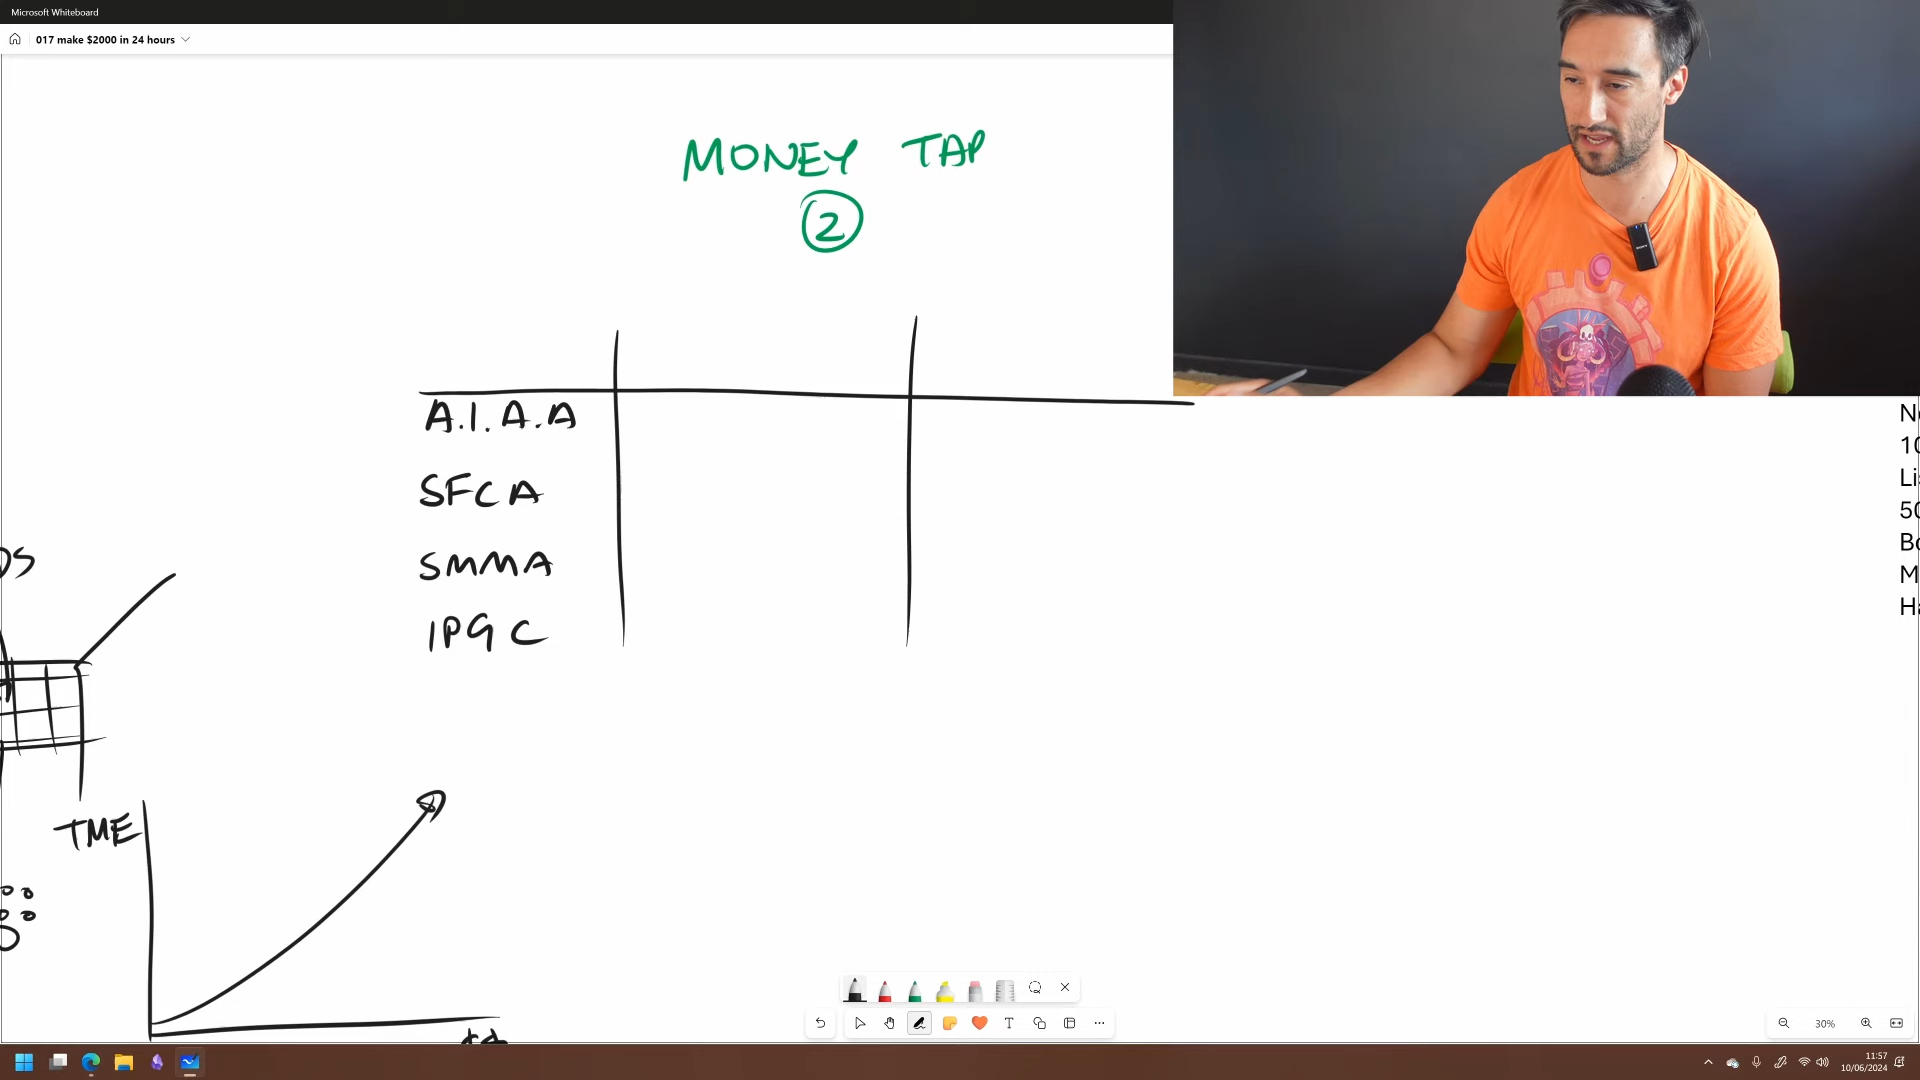 Microsoft Whiteboard
017 make $2000 in 24 hours
MONEY TAP
2
A.I.A.A
SFCA
SMMA
IPGC
TME
SONY
30%
11:57
10/06/2024